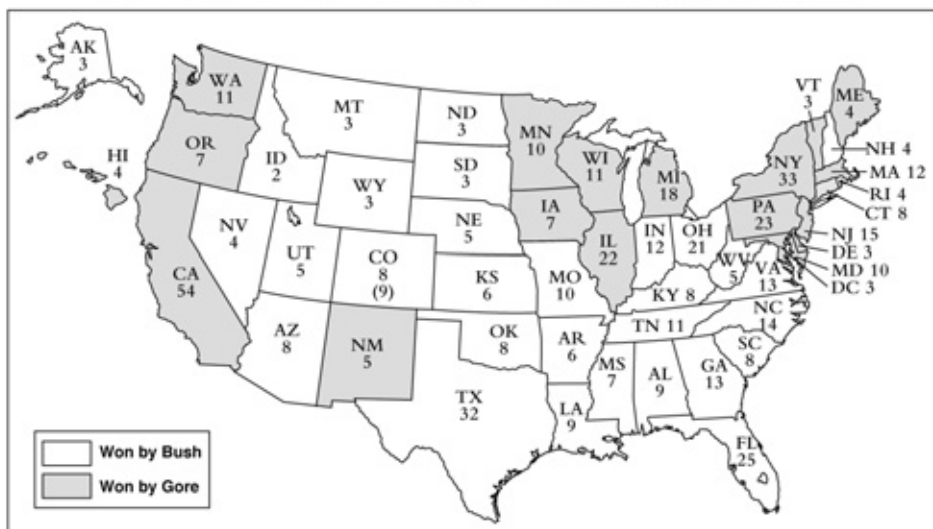 AK
3
WA
11
MT
3
ND
3
MN
10
VT
3
ME
4
NH 4
MA 12
RI 4
CT 8
NJ 15
DE 3
MD 10
DC 3
HI
4
OR
7
ID
2
WY
3
SD
3
WI
11
MI
18
NY
33
PA
23
NV
4
UT
5
CO
8
(9)
NE
5
IA
7
IL
22
IN
12
OH
21
WV
5
VA
13
CA
54
KS
6
MO
10
KY 8
NC
14
TN 11
AZ
8
NM
5
OK
8
AR
6
SC
8
MS
7
AL
9
GA
13
TX
32
LA
9
FL
25
Won by Bush
Won by Gore